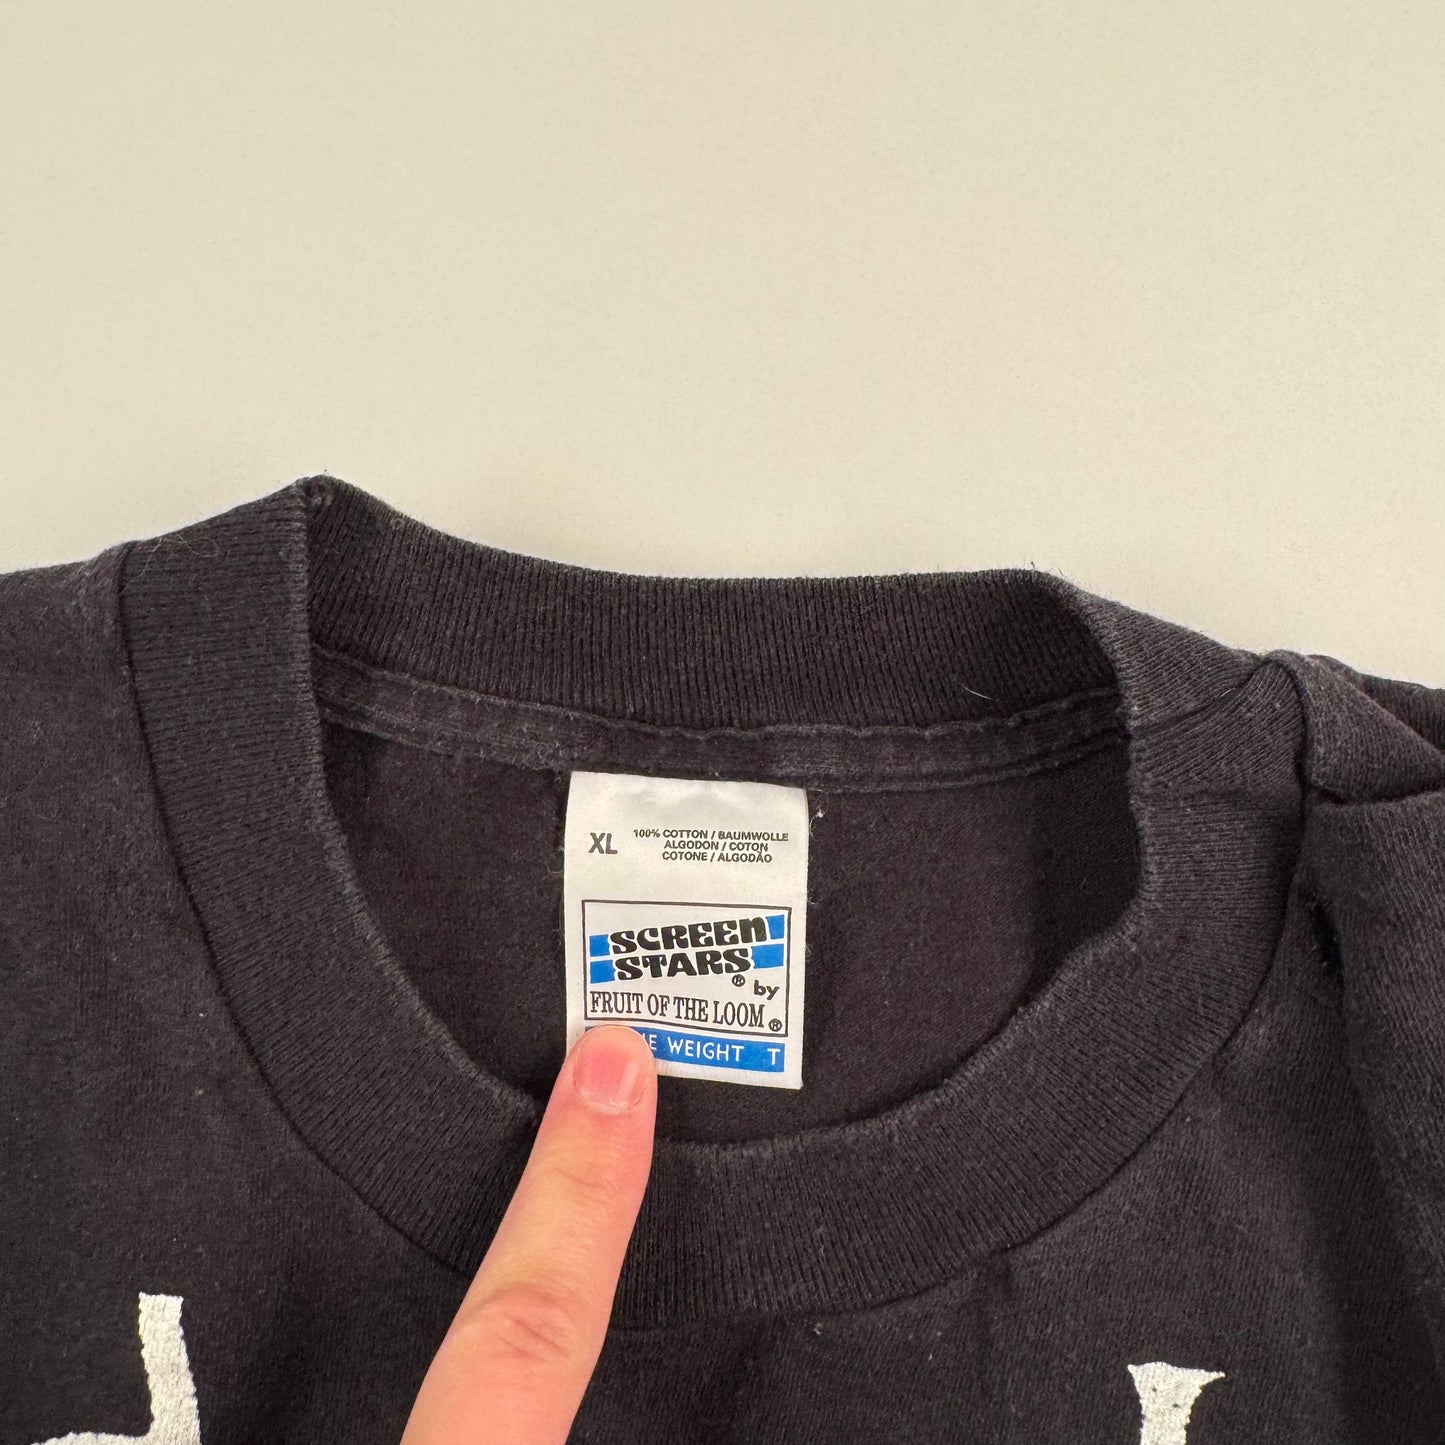 XL
100% COTTON / BAUMWOLLE
ALGODON / COTON
COTONE / ALGODÃO
SCREEN
STARS® by
FRUIT OF THE LOOM®
WEIGHT T